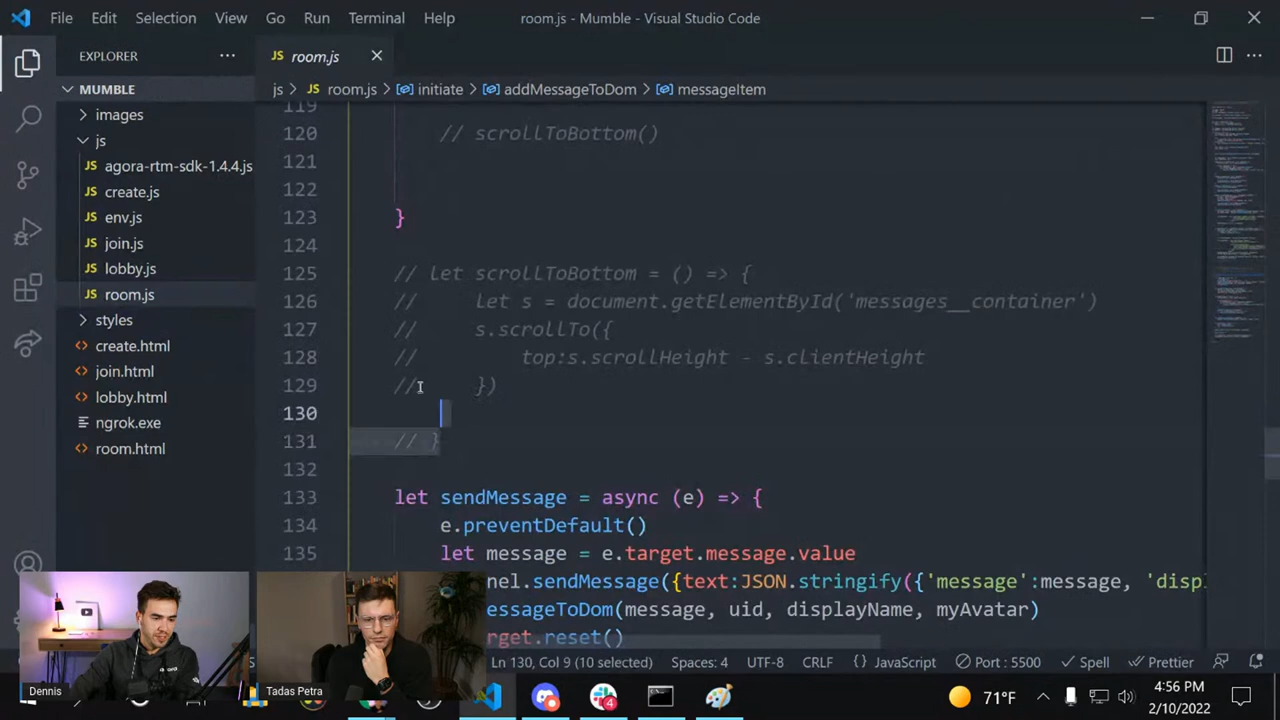 File Edit Selection View Go Run Terminal Help room.js - Mumble - Visual Studio Code
EXPLORER
MUMBLE
images
js
JS agora-rtm-sdk-1.4.4.js
JS create.js
JS env.js
JS join.js
JS lobby.js
JS room.js
styles
<> create.html
<> join.html
<> lobby.html
ngrok.exe
<> room.html
JS room.js
js > JS room.js > initiate > addMessageToDom > messageItem
119
120 // scrollToBottom()
121
122
123 }
124
125 // let scrollToBottom = () => {
126 // let s = document.getElementById('messages__container')
127 // s.scrollTo({
128 // top:s.scrollHeight - s.clientHeight
129 // })
130
131 // }
132
133 let sendMessage = async (e) => {
134 e.preventDefault()
135 let message = e.target.message.value
nel.sendMessage({text:JSON.stringify({'message':message, 'displ
essageToDom(message, uid, displayName, myAvatar)
rget.reset()
Dennis
Tadas Petra
Ln 130, Col 9 (10 selected) Spaces: 4 UTF-8 CRLF {} JavaScript Port : 5500 Spell Prettier
4
71°F
4:56 PM
2/10/2022